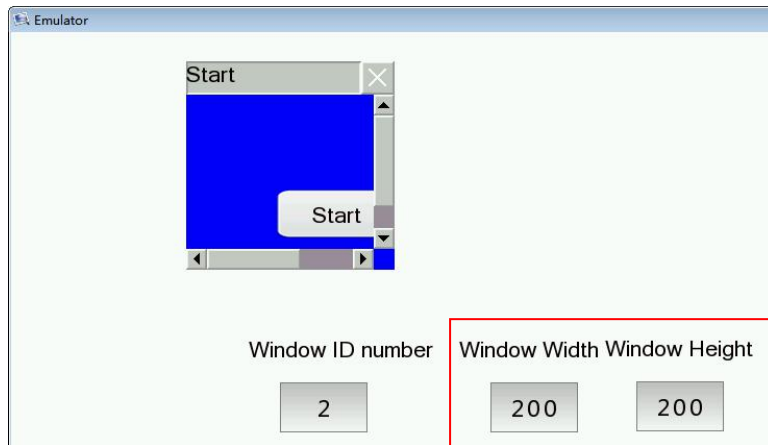 Emulator
Start
Start
Window ID number
Window Width
Window Height
2
200
200